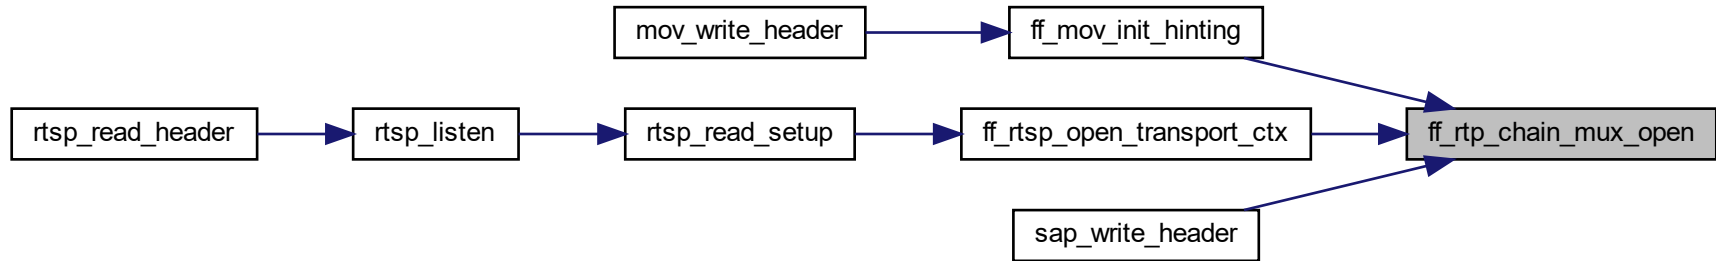 mov_write_header
ff_mov_init_hinting
rtsp_read_header
rtsp_listen
rtsp_read_setup
ff_rtsp_open_transport_ctx
ff_rtp_chain_mux_open
sap_write_header